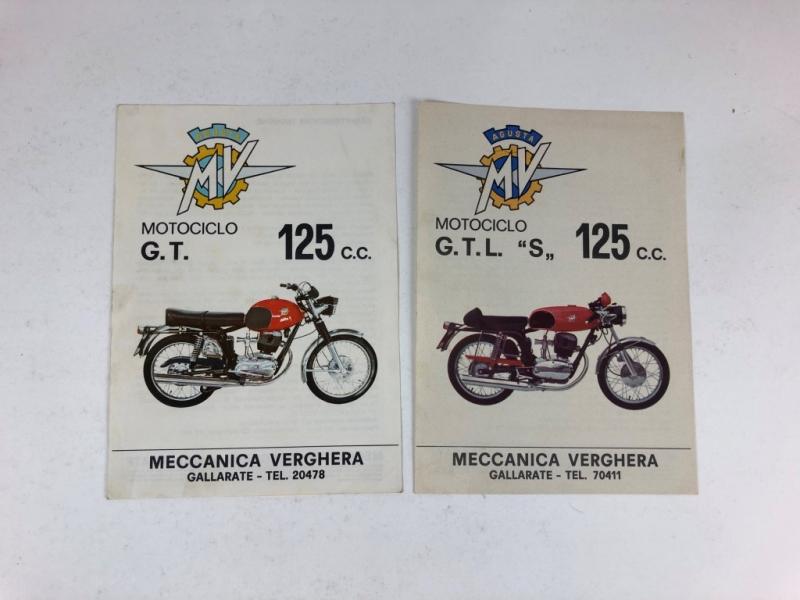 AGUSTA
MV
MOTOCICLO
G.T. 125 C.C.
MECCANICA VERGHERA
GALLARATE - TEL. 20478
AGUSTA
MV
MOTOCICLO
G.T.L. "S„ 125 C.C.
MECCANICA VERGHERA
GALLARATE - TEL. 70411